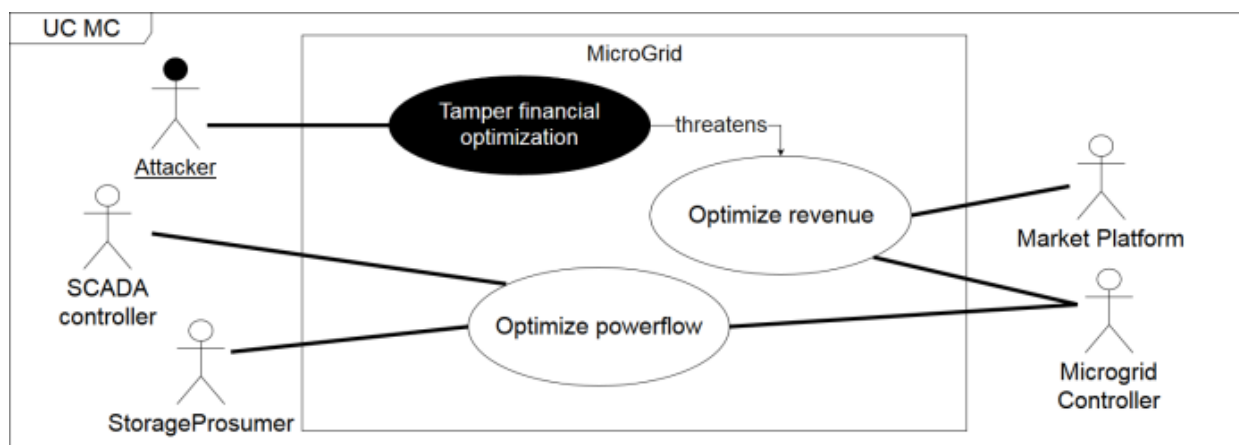 UC MC
MicroGrid
Tamper financial
optimization
threatens
Attacker
Optimize revenue
Market Platform
SCADA
controller
Optimize powerflow
Microgrid
Controller
StorageProsumer